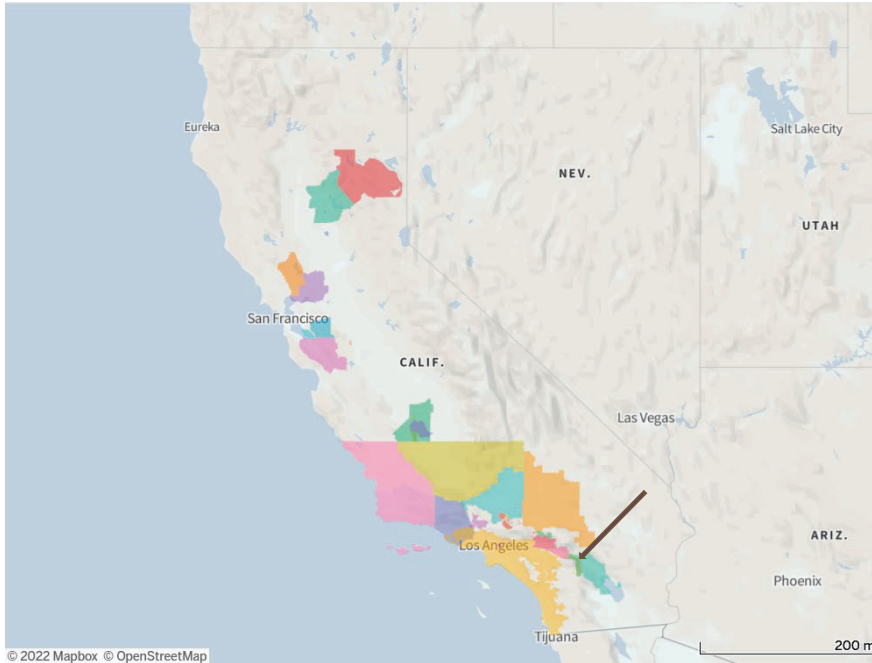 Eureka
Salt Lake City
NEV.
UTAH
San Francisco
CALIF.
Las Vegas
ARIZ.
Los Angeles
Phoenix
Tijuana
200 m
© 2022 Mapbox © OpenStreetMap